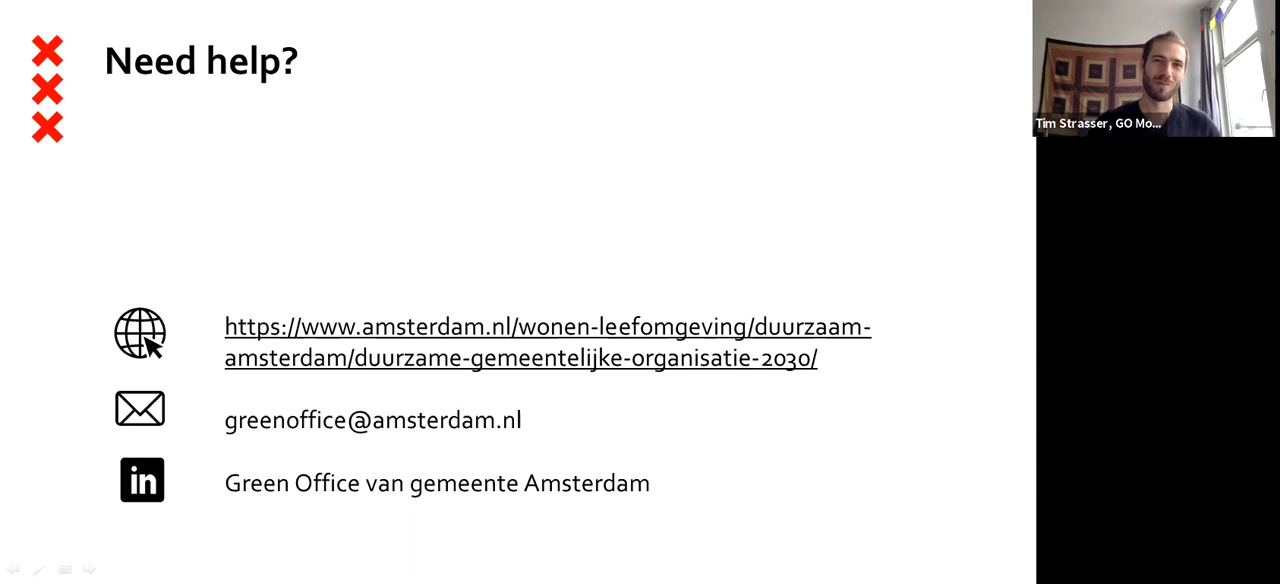 Need help?
Tim Strasser, GO Mo...
https://www.amsterdam.nl/wonen-leefomgeving/duurzaam-
amsterdam/duurzame-gemeentelijke-organisatie-2030/
greenoffice@amsterdam.nl
in
Green Office van gemeente Amsterdam